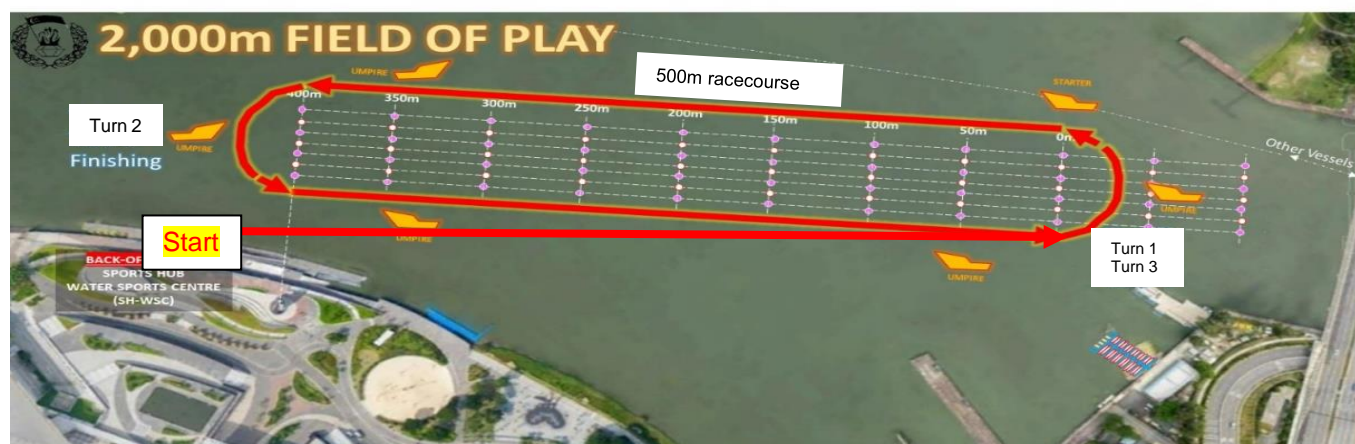 2,000m FIELD OF PLAY
UMPIRE
500m racecourse
STARTER
400m
350m
300m
250m
200m
150m
100m
50m
0m
Turn 2
UMPIRE
Finishing
Other Vessels
UMPIRE
Start
UMPIRE
Turn 1
Turn 3
UMPIRE
SPORTS HUB
WATER SPORTS CENTRE
(SH-WSC)